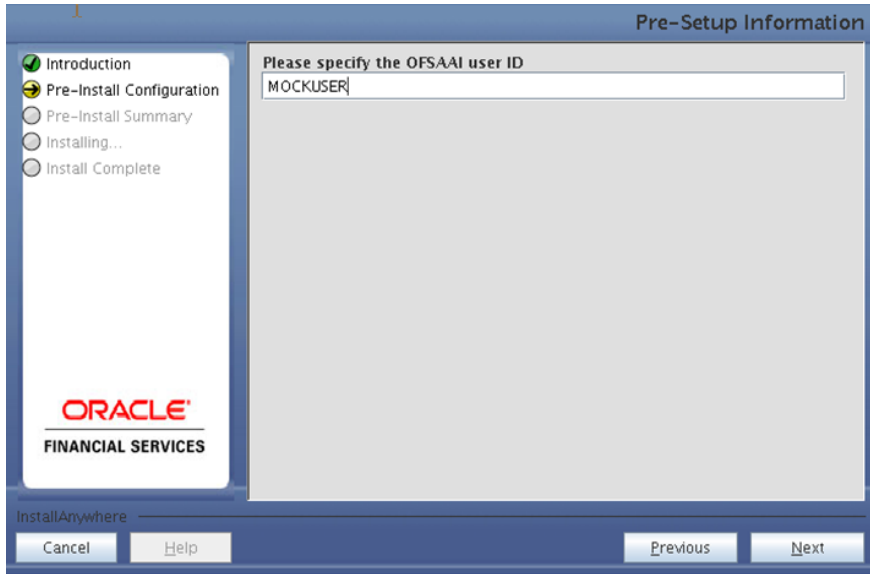 Pre-Setup Information
Introduction
Pre-Install Configuration
Pre-Install Summary
Installing...
Install Complete
Please specify the OFSAAI user ID
MOCKUSER
ORACLE'
FINANCIAL SERVICES
InstallAnywhere
Cancel
Help
Previous
Next